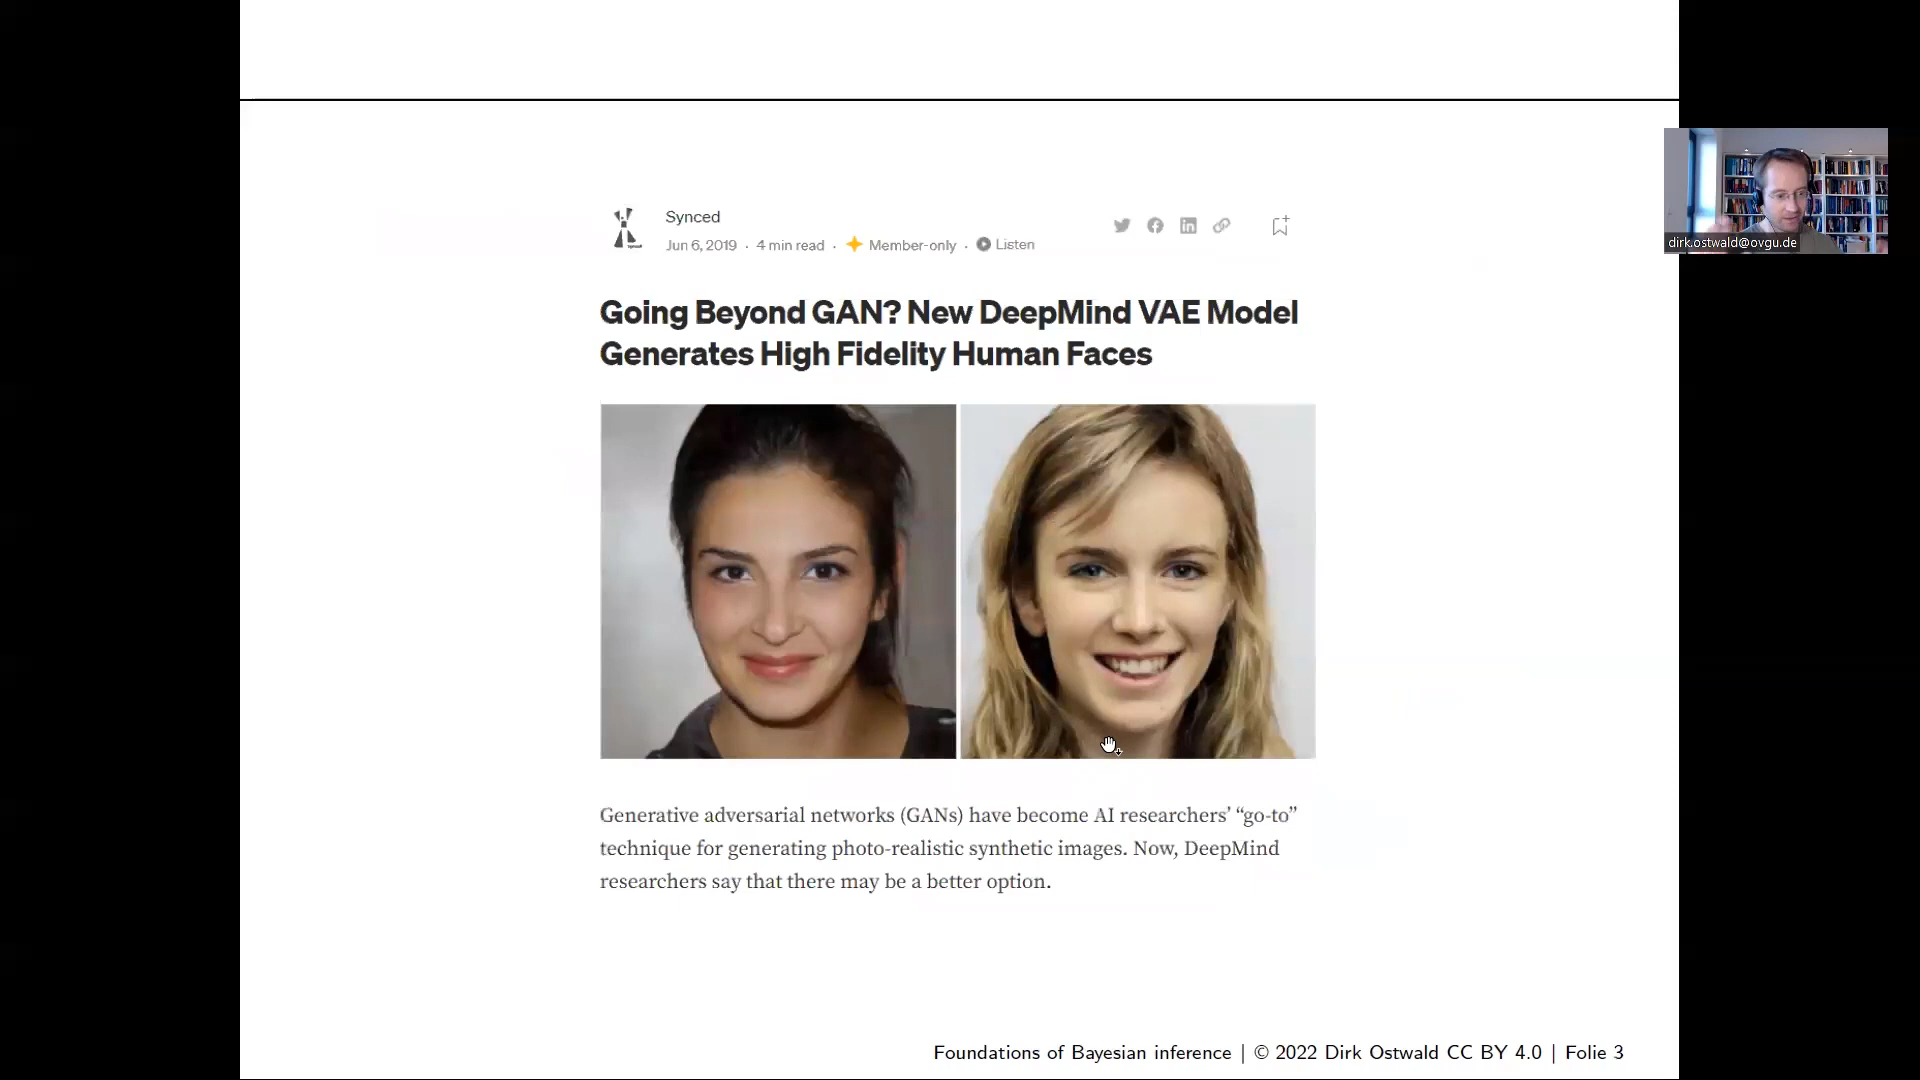 Synced
Jun 6, 2019 · 4 min read · Member-only · Listen
dirk.ostwald@ovgu.de
Going Beyond GAN? New DeepMind VAE Model
Generates High Fidelity Human Faces
Generative adversarial networks (GANs) have become AI researchers’ “go-to”
technique for generating photo-realistic synthetic images. Now, DeepMind
researchers say that there may be a better option.
Foundations of Bayesian inference | © 2022 Dirk Ostwald CC BY 4.0 | Folie 3